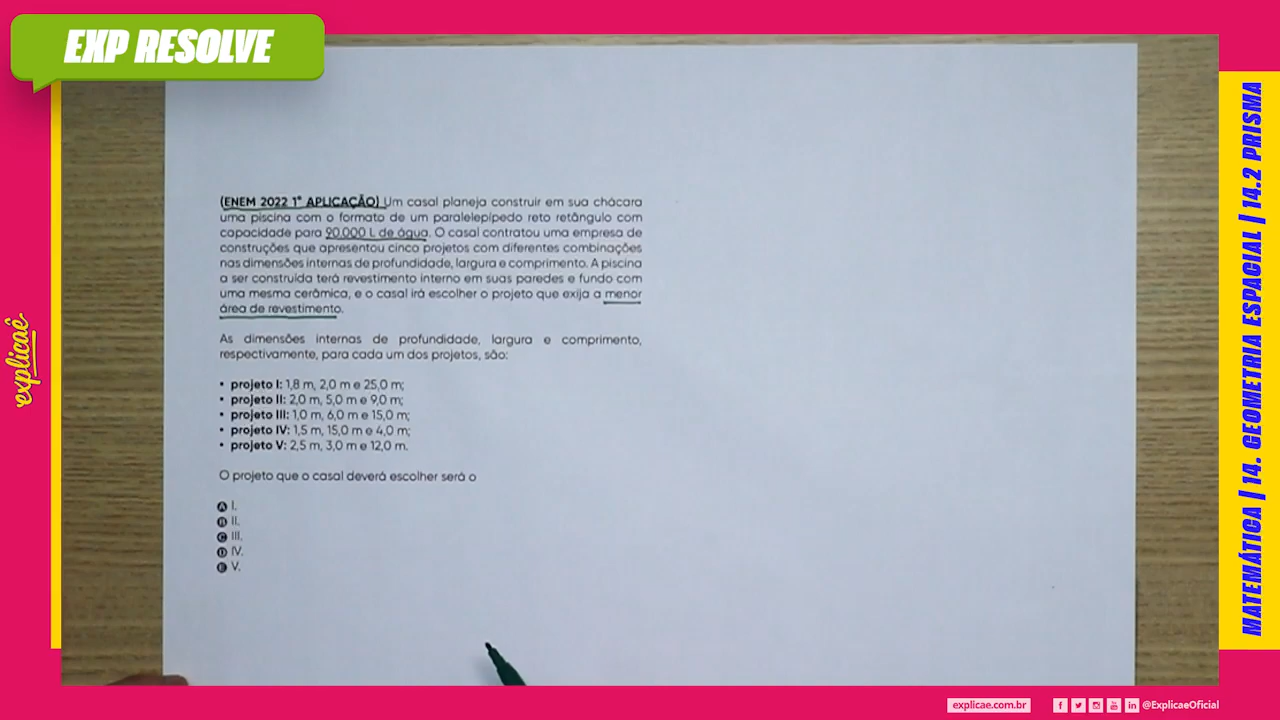 EXP RESOLVE
(ENEM 2022 1° APLICAÇÃO) Um casal planeja construir em sua chácara
uma piscina com o formato de um paralelepípedo reto retângulo com
capacidade para 90.000 L de água. O casal contratou uma empresa de
construções que apresentou cinco projetos com diferentes combinações
nas dimensões internas de profundidade, largura e comprimento. A piscina
a ser construída terá revestimento interno em suas paredes e fundo com
uma mesma cerâmica, e o casal irá escolher o projeto que exija a menor
área de revestimento.
As dimensões internas de profundidade, largura e comprimento,
respectivamente, para cada um dos projetos, são:
• projeto I: 1,8 m, 2,0 m e 25,0 m;
• projeto II: 2,0 m, 5,0 m e 9,0 m;
• projeto III: 1,0 m, 6,0 m e 15,0 m;
• projeto IV: 1,5 m, 15,0 m e 4,0 m;
• projeto V: 2,5 m, 3,0 m e 12,0 m.
O projeto que o casal deverá escolher será o
A I.
B II.
C III.
D IV.
E V.
explicaê
MATEMÁTICA | 14. GEOMETRIA ESPACIAL | 14.2 PRISMA
explicae.com.br
@ExplicaeOficial